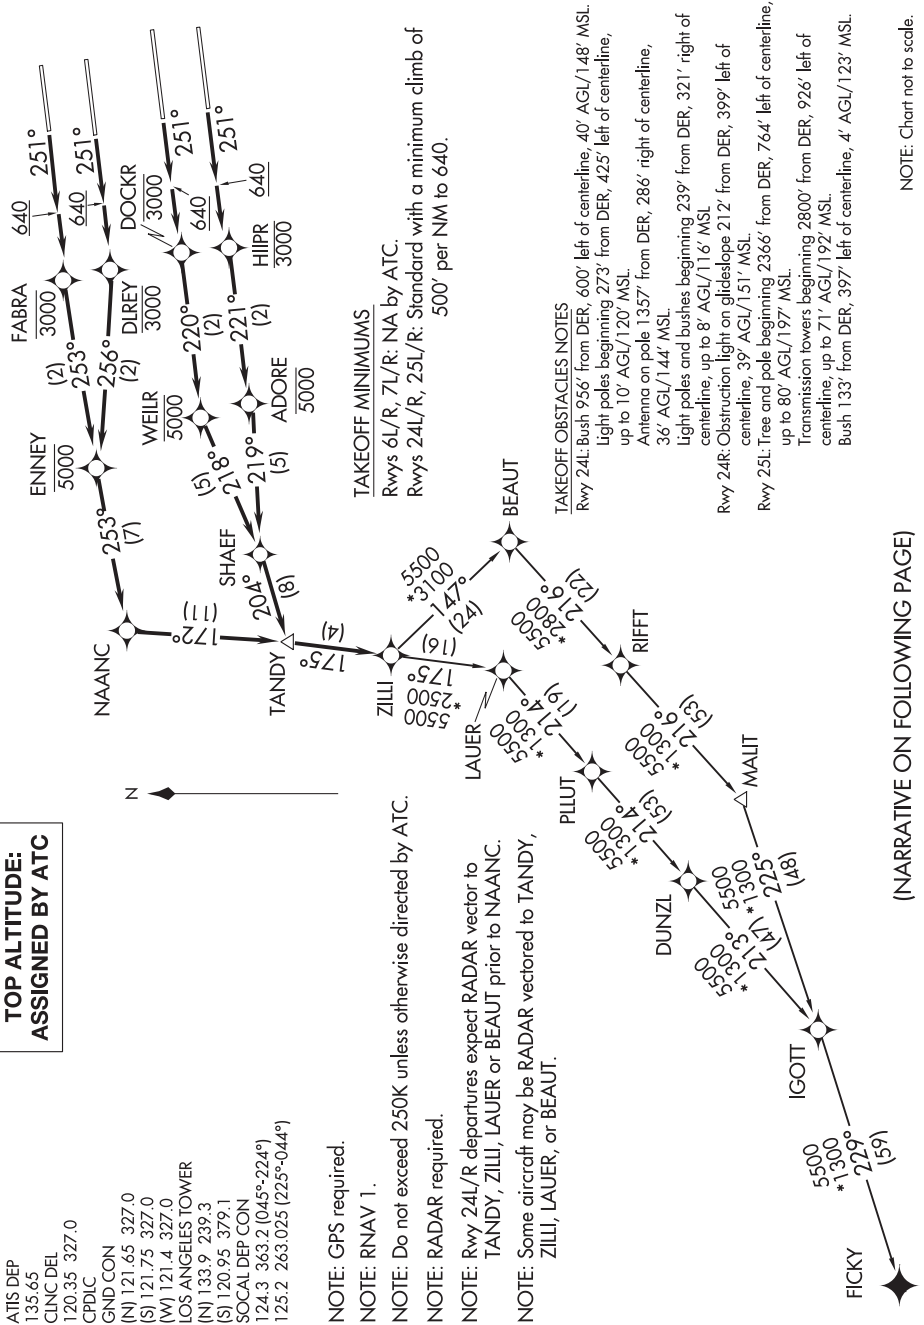 TOP ALTITUDE:
ASSIGNED BY ATC
ATIS DEP
135.65
CLNC DEL
120.35 327.0
CPDLC
GND CON
(N) 121.65 327.0
(S) 121.75 327.0
(W) 121.4 327.0
LOS ANGELES TOWER
(N) 133.9 239.3
(S) 120.95 379.1
SOCAL DEP CON
124.3 363.2 (045°-224°)
125.2 263.025 (225°-044°)
NOTE: GPS required.
NOTE: RNAV 1.
NOTE: Do not exceed 250K unless otherwise directed by ATC.
NOTE: RADAR required.
NOTE: Rwy 24L/R departures expect RADAR vector to
TANDY, ZILLI, LAUER or BEAUT prior to NAANC.
NOTE: Some aircraft may be RADAR vectored to TANDY,
ZILLI, LAUER, or BEAUT.
N
251°
640
FABRA
3000
251°
640
DLREY
3000
251°
640
DOCKR
3000
251°
640
HIIPR
3000
(2)
253°
256°
(2)
ENNEY
5000
220°
(2)
WEILR
5000
221°
(2)
ADORE
5000
253°
(7)
NAANC
(5)
218°
219°
(5)
SHAEF
204°
(8)
172°
(11)
TANDY
175°
(4)
ZILLI
5500
*3100
147°
(24)
BEAUT
5500
*2500
175°
(16)
LAUER
5500
*2800
216°
(22)
RIFFT
5500
*1300
214°
(19)
PLLUT
5500
*1300
216°
(53)
MALIT
5500
*1300
214°
(53)
DUNZL
5500
*1300
213°
(47)
5500
*1300
225°
(48)
IGOTT
5500
*1300
229°
(59)
FICKY
TAKEOFF MINIMUMS
Rwys 6L/R, 7L/R: NA by ATC.
Rwys 24L/R, 25L/R: Standard with a minimum climb of
500' per NM to 640.
TAKEOFF OBSTACLES NOTES
Rwy 24L: Bush 956' from DER, 600' left of centerline, 40' AGL/148' MSL.
Light poles beginning 273' from DER, 425' left of centerline,
up to 10' AGL/120' MSL.
Antenna on pole 1357' from DER, 286' right of centerline,
36' AGL/144' MSL.
Light poles and bushes beginning 239' from DER, 321' right of
centerline, up to 8' AGL/116' MSL
Rwy 24R: Obstruction light on glideslope 212' from DER, 399' left of
centerline, 39' AGL/151' MSL.
Rwy 25L: Tree and pole beginning 2366' from DER, 764' left of centerline,
up to 80' AGL/197' MSL.
Transmission towers beginning 2800' from DER, 926' left of
centerline, up to 71' AGL/192' MSL.
Bush 1133' from DER, 397' left of centerline, 4' AGL/123' MSL.
(NARRATIVE ON FOLLOWING PAGE)
NOTE: Chart not to scale.